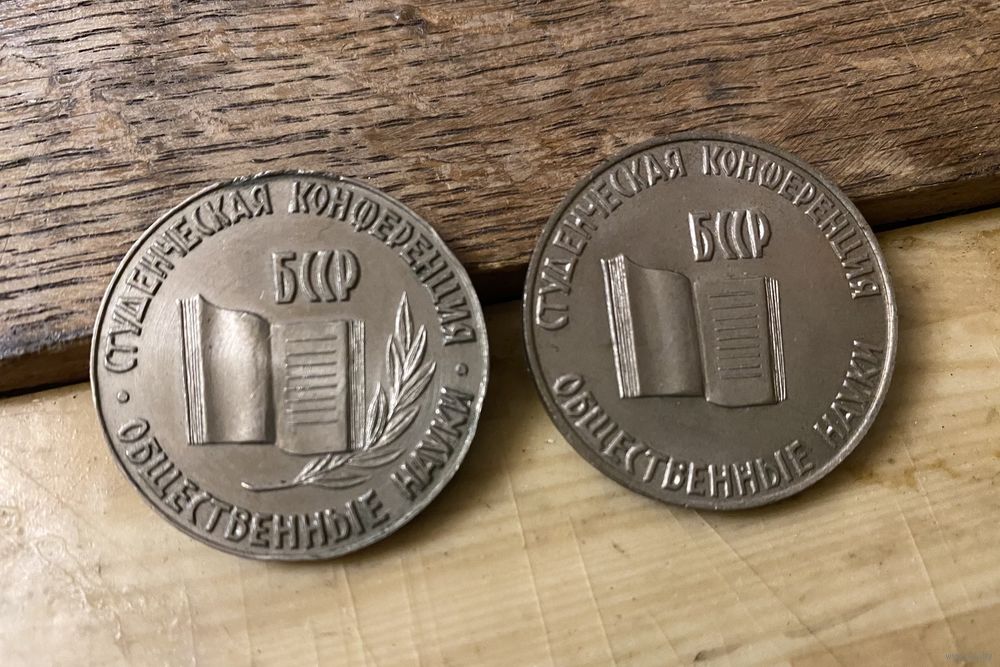 СТУДЕНЧЕСКАЯ КОНФЕРЕНЦИЯ
БССР
• ОБЩЕСТВЕННЫЕ НАУКИ •
СТУДЕНЧЕСКАЯ КОНФЕРЕНЦИЯ
БССР
ОБЩЕСТВЕННЫЕ НАУКИ